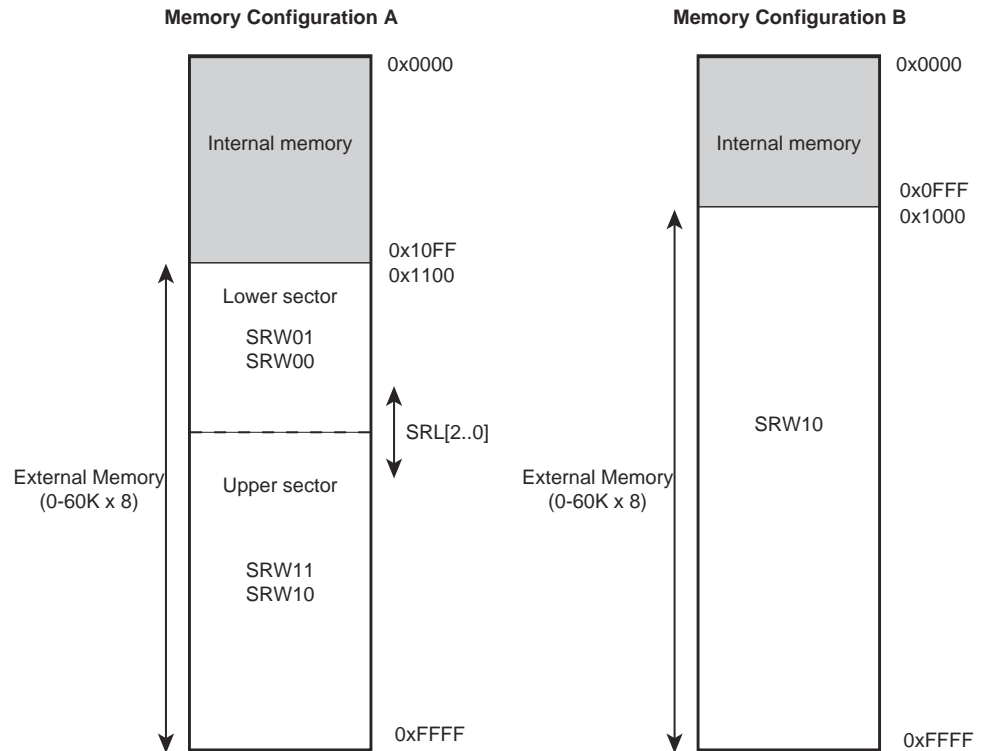 Memory Configuration A
0x0000
Internal memory
0x10FF
0x1100
Lower sector
SRW01
SRW00
SRL[2..0]
External Memory
(0-60K x 8)
Upper sector
SRW11
SRW10
0xFFFF
Memory Configuration B
0x0000
Internal memory
0x0FFF
0x1000
SRW10
External Memory
(0-60K x 8)
0xFFFF